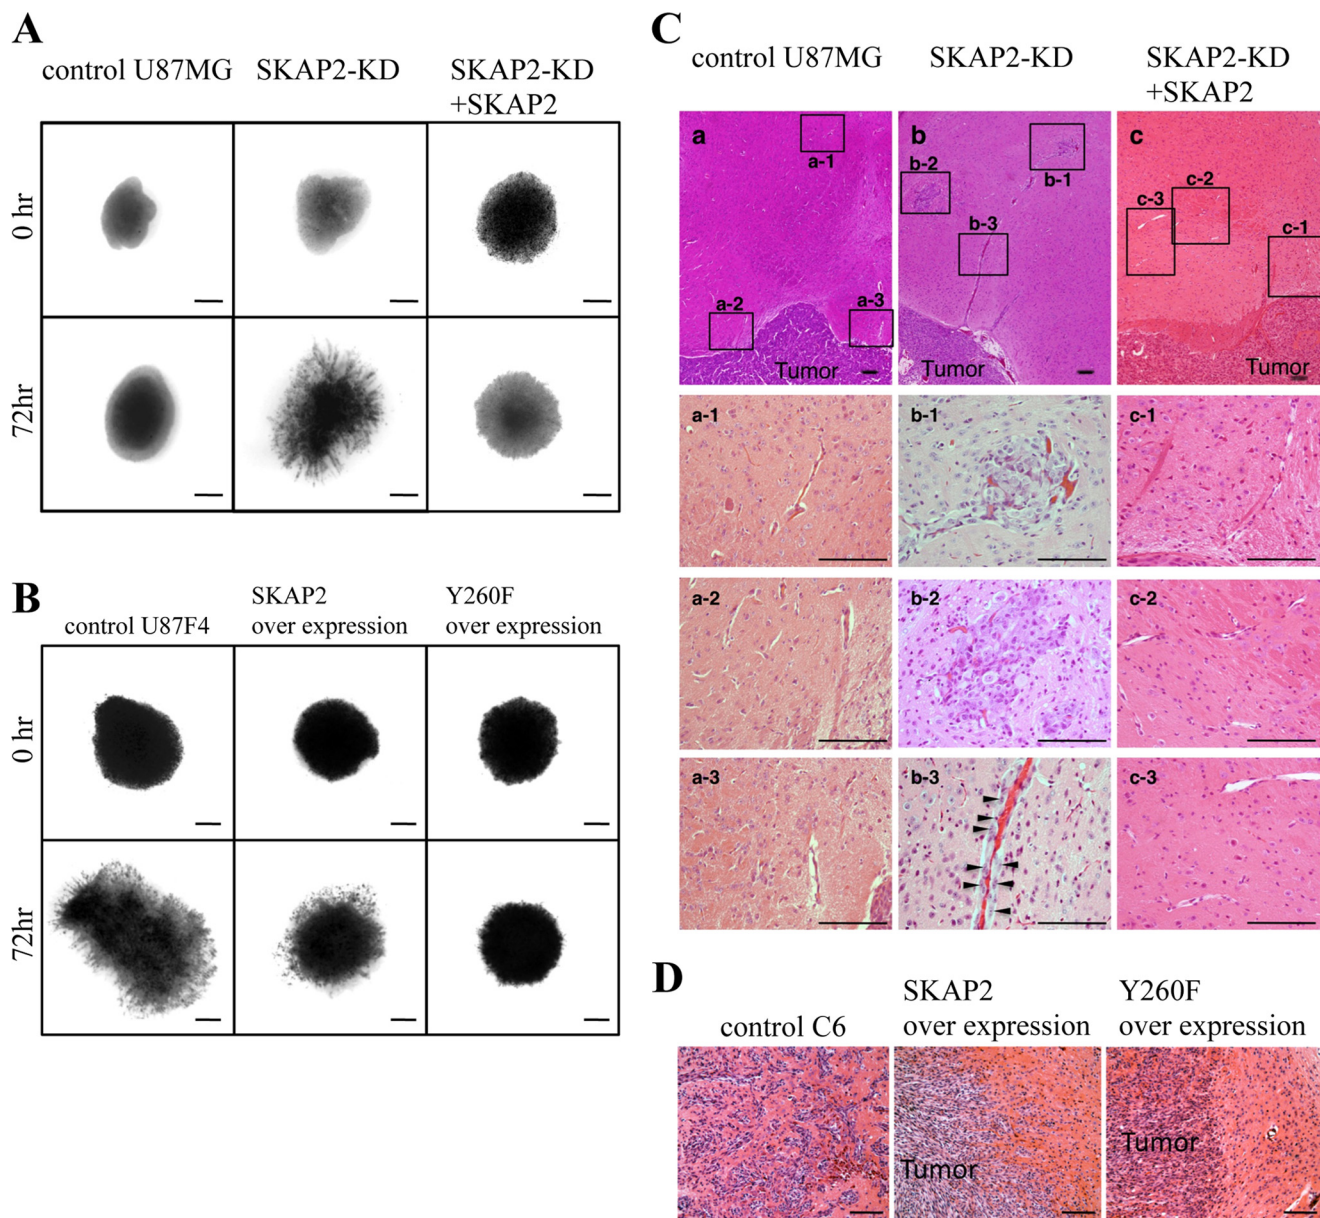 A
control U87MG
SKAP2-KD
SKAP2-KD
+SKAP2
0 hr
72hr
B
control U87F4
SKAP2
over expression
Y260F
over expression
0 hr
72hr
C
control U87MG
SKAP2-KD
SKAP2-KD
+SKAP2
a
a-1
a-2
a-3
Tumor
b
b-1
b-2
b-3
Tumor
c
c-3
c-2
c-1
Tumor
a-1
b-1
c-1
a-2
b-2
c-2
a-3
b-3
c-3
D
control C6
SKAP2
over expression
Y260F
over expression
Tumor
Tumor